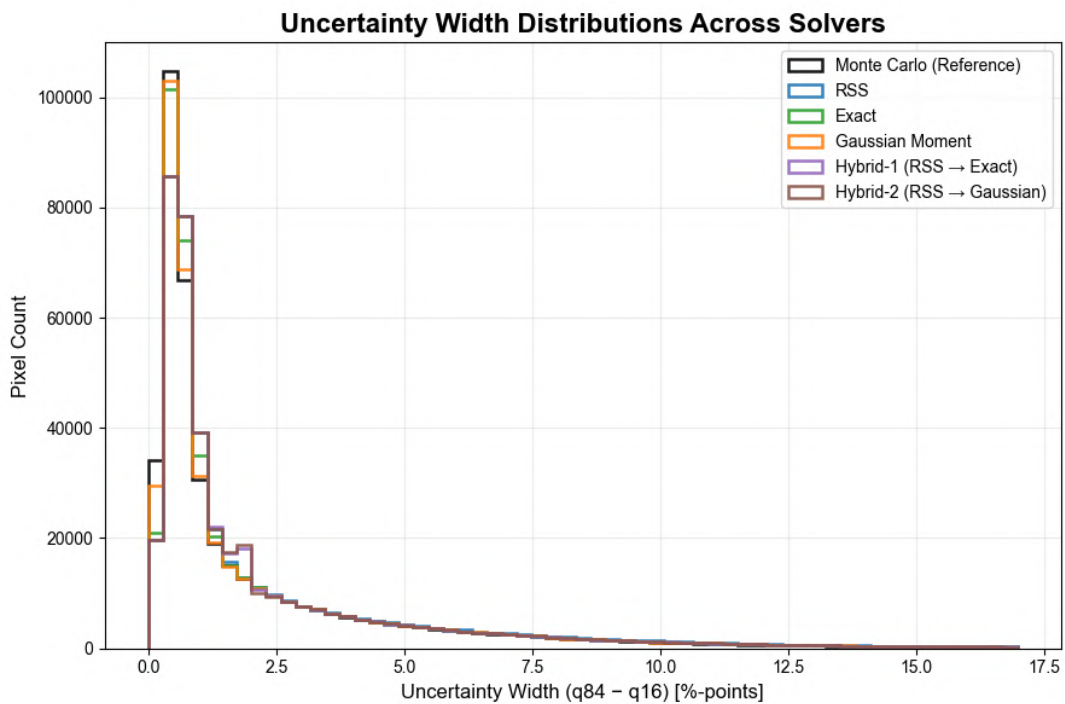 Uncertainty Width Distributions Across Solvers
Monte Carlo (Reference)
RSS
Exact
Gaussian Moment
Hybrid-1 (RSS → Exact)
Hybrid-2 (RSS → Gaussian)
Pixel Count
100000
80000
60000
40000
20000
0
0.0 2.5 5.0 7.5 10.0 12.5 15.0 17.5
Uncertainty Width (q84 − q16) [%-points]